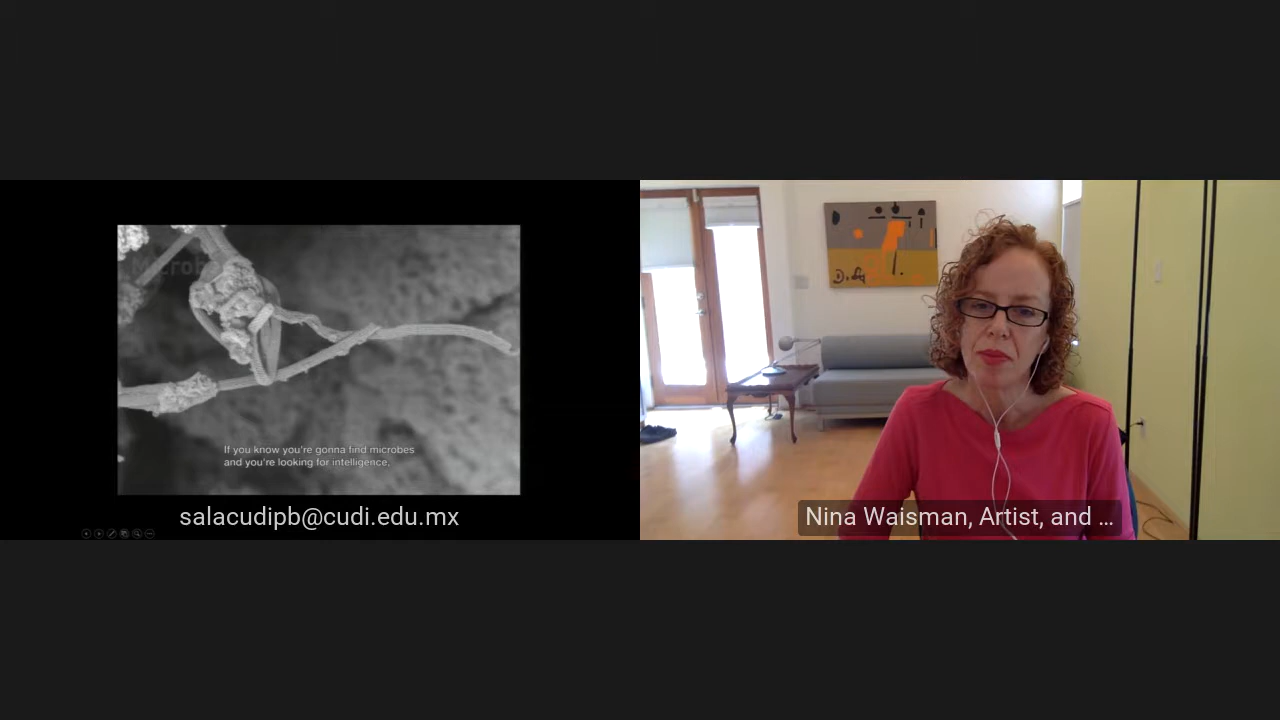 Microb
If you know you're gonna find microbes
and you're looking for intelligence,
salacudipb@cudi.edu.mx
Nina Waisman, Artist, and ...